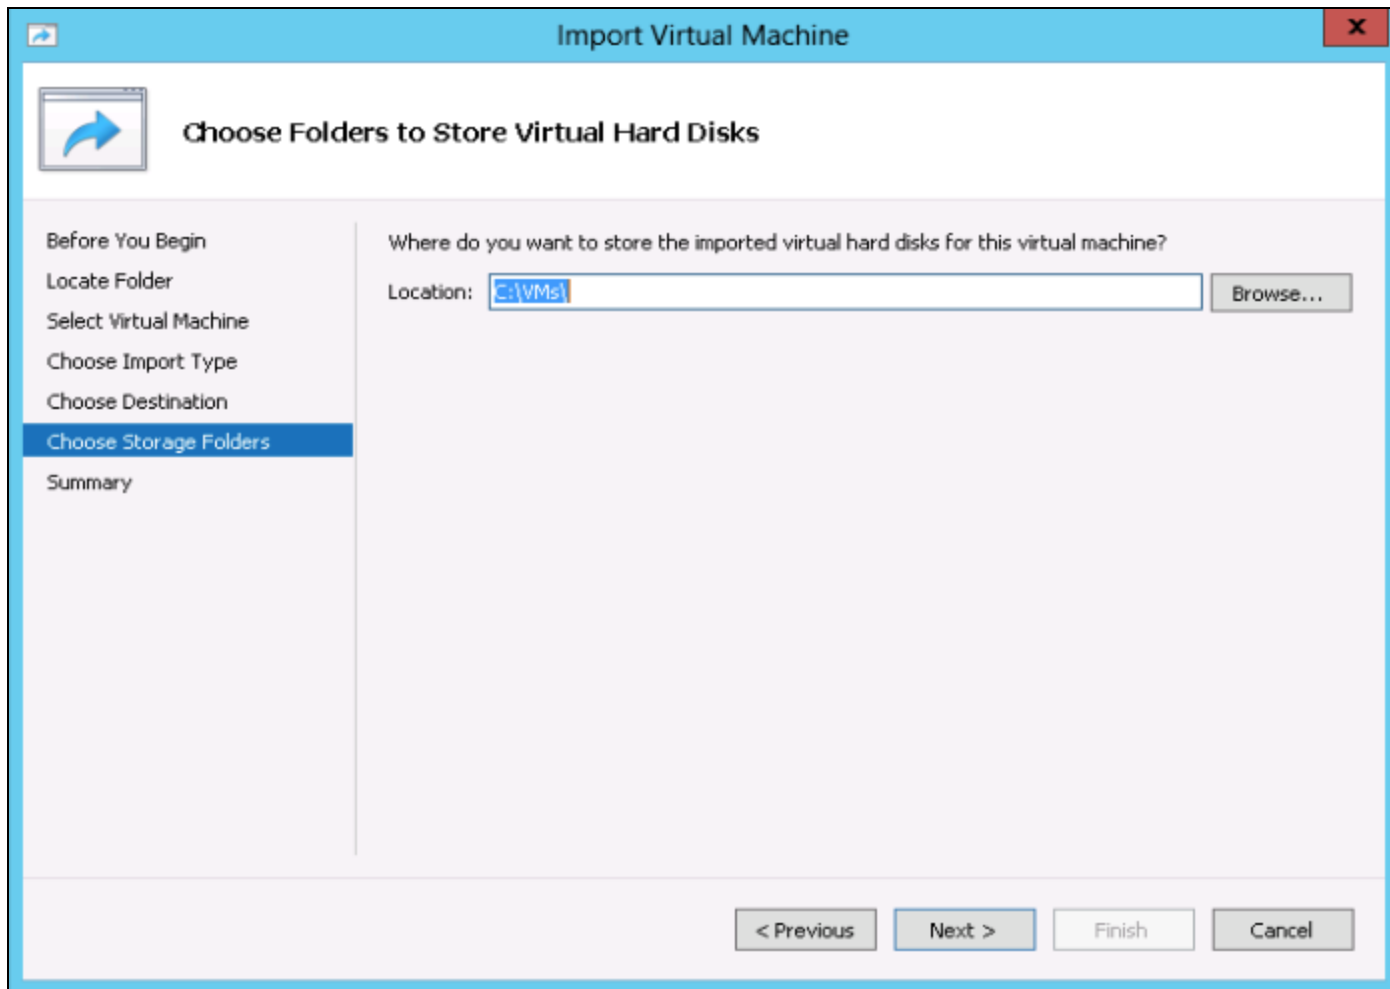 Import Virtual Machine
X
Choose Folders to Store Virtual Hard Disks
Before You Begin
Locate Folder
Select Virtual Machine
Choose Import Type
Choose Destination
Choose Storage Folders
Summary
Where do you want to store the imported virtual hard disks for this virtual machine?
Location: C:\VMs\ Browse...
< Previous Next > Finish Cancel